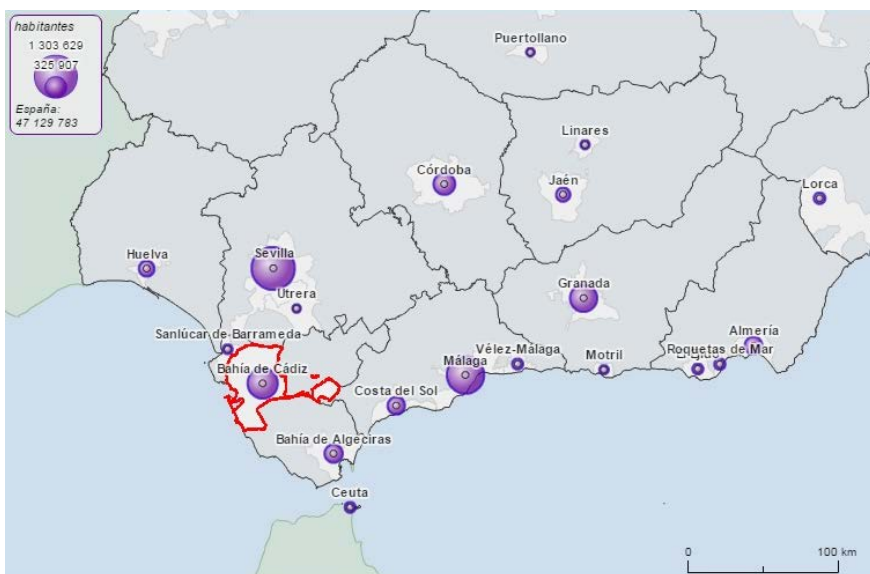 habitantes
1 303 629
325 907
España:
47 129 783
Puertollano
Linares
Córdoba
Jaén
Lorca
Huelva
Sevilla
Utrera
Granada
Sanlúcar de Barrameda
Almería
Bahía de Cádiz
Málaga
Vélez-Málaga
Motril
Roquetas de Mar
Costa del Sol
Bahía de Algeciras
Ceuta
0
100 km